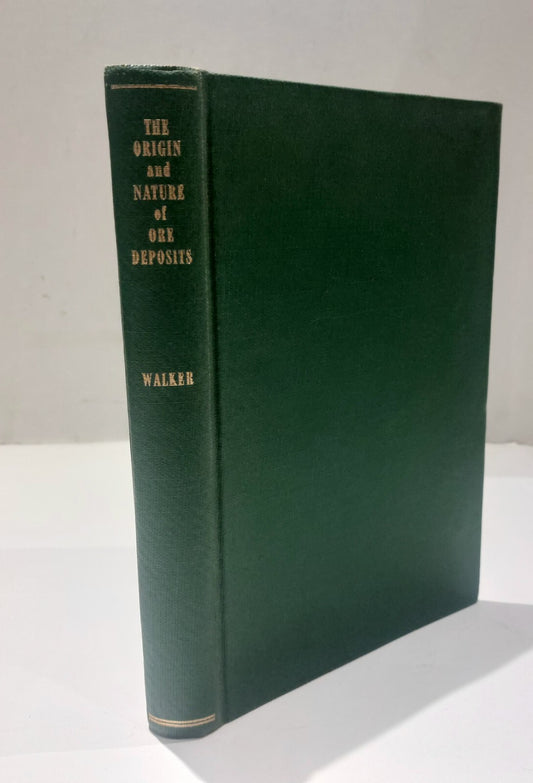 THE
ORIGIN
and
NATURE
of
ORE
DEPOSITS
WALKER